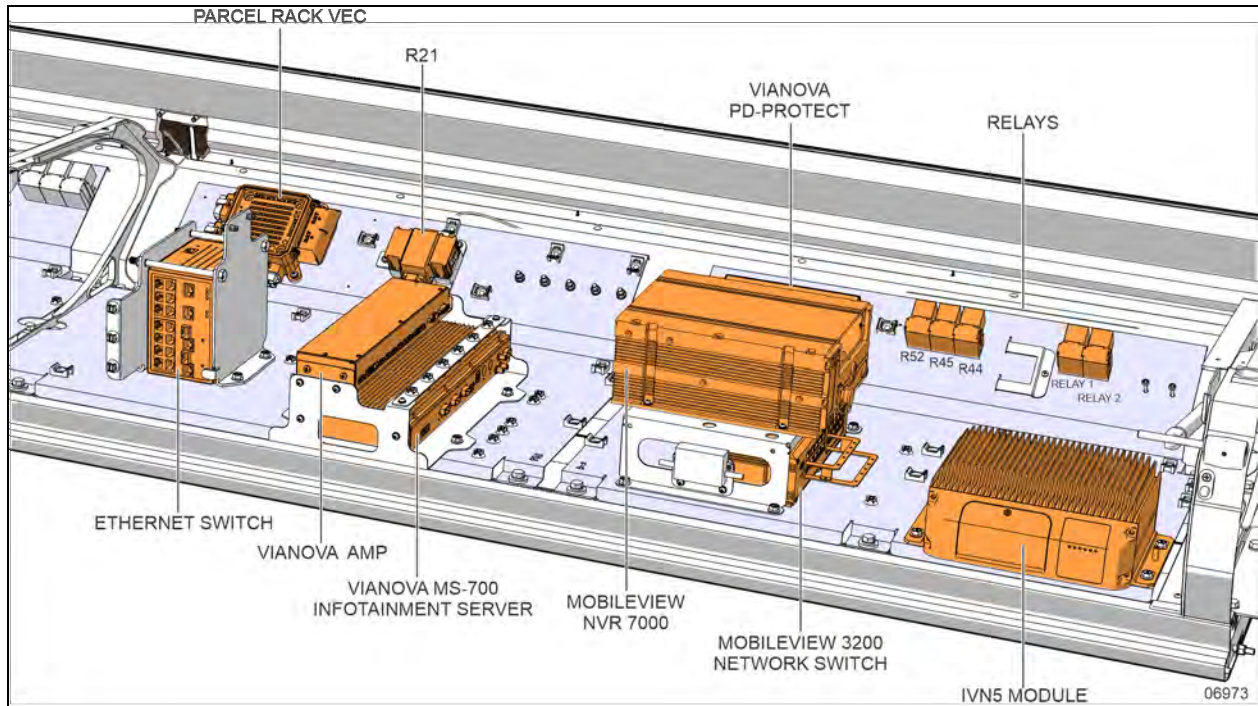 PARCEL RACK VEC
R21
VIANOVA
PD-PROTECT
RELAYS
R52
R45
R44
RELAY 1
RELAY 2
ETHERNET SWITCH
VIANOVA AMP
VIANOVA MS-700
INFOTAINMENT SERVER
MOBILEVIEW
NVR 7000
MOBILEVIEW 3200
NETWORK SWITCH
IVN5 MODULE
06973